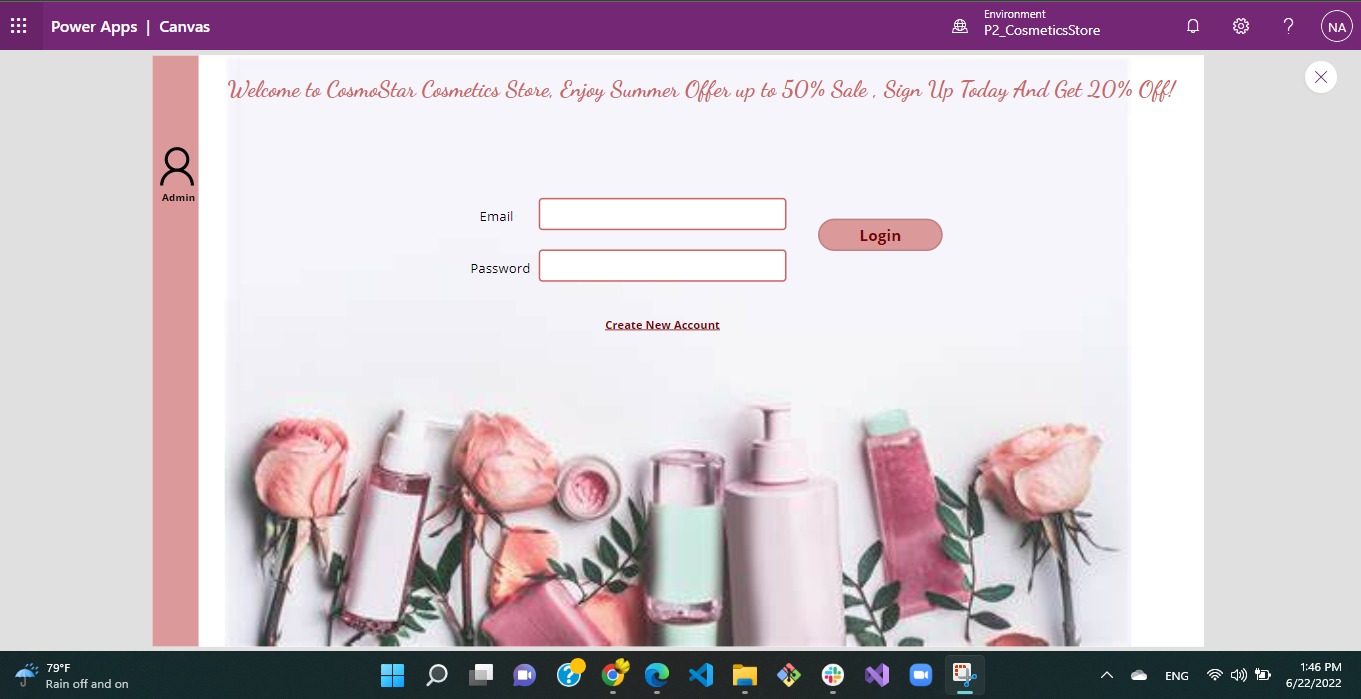 Power Apps | Canvas
Environment
P2_CosmeticsStore
NA
Welcome to CosmoStar Cosmetics Store, Enjoy Summer Offer up to 50% Sale , Sign Up Today And Get 20% Off!
Admin
Email
Login
Password
Create New Account
79°F
Rain off and on
ENG
1:46 PM
6/22/2022